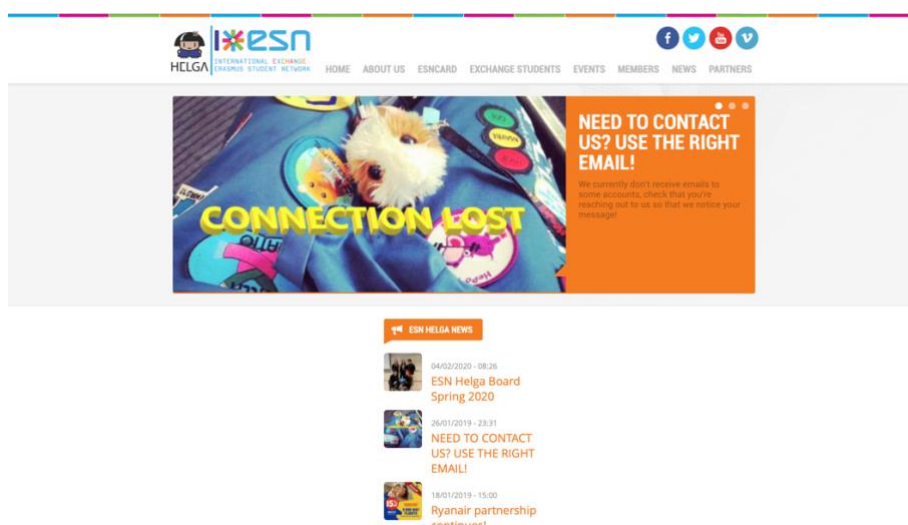 HELGA
esn
INTERNATIONAL EXCHANGE
ERASMUS STUDENT NETWORK
HOME ABOUT US ESNCARD EXCHANGE STUDENTS EVENTS MEMBERS NEWS PARTNERS
CONNECTION LOST
NEED TO CONTACT
US? USE THE RIGHT
EMAIL!
We currently don't receive emails to
some accounts, check that you're
reaching out to us so that we notice your
message!
ESN HELGA NEWS
04/02/2020 - 08:26
ESN Helga Board
Spring 2020
26/01/2019 - 23:31
NEED TO CONTACT
US? USE THE RIGHT
EMAIL!
18/01/2019 - 15:00
Ryanair partnership
continues!